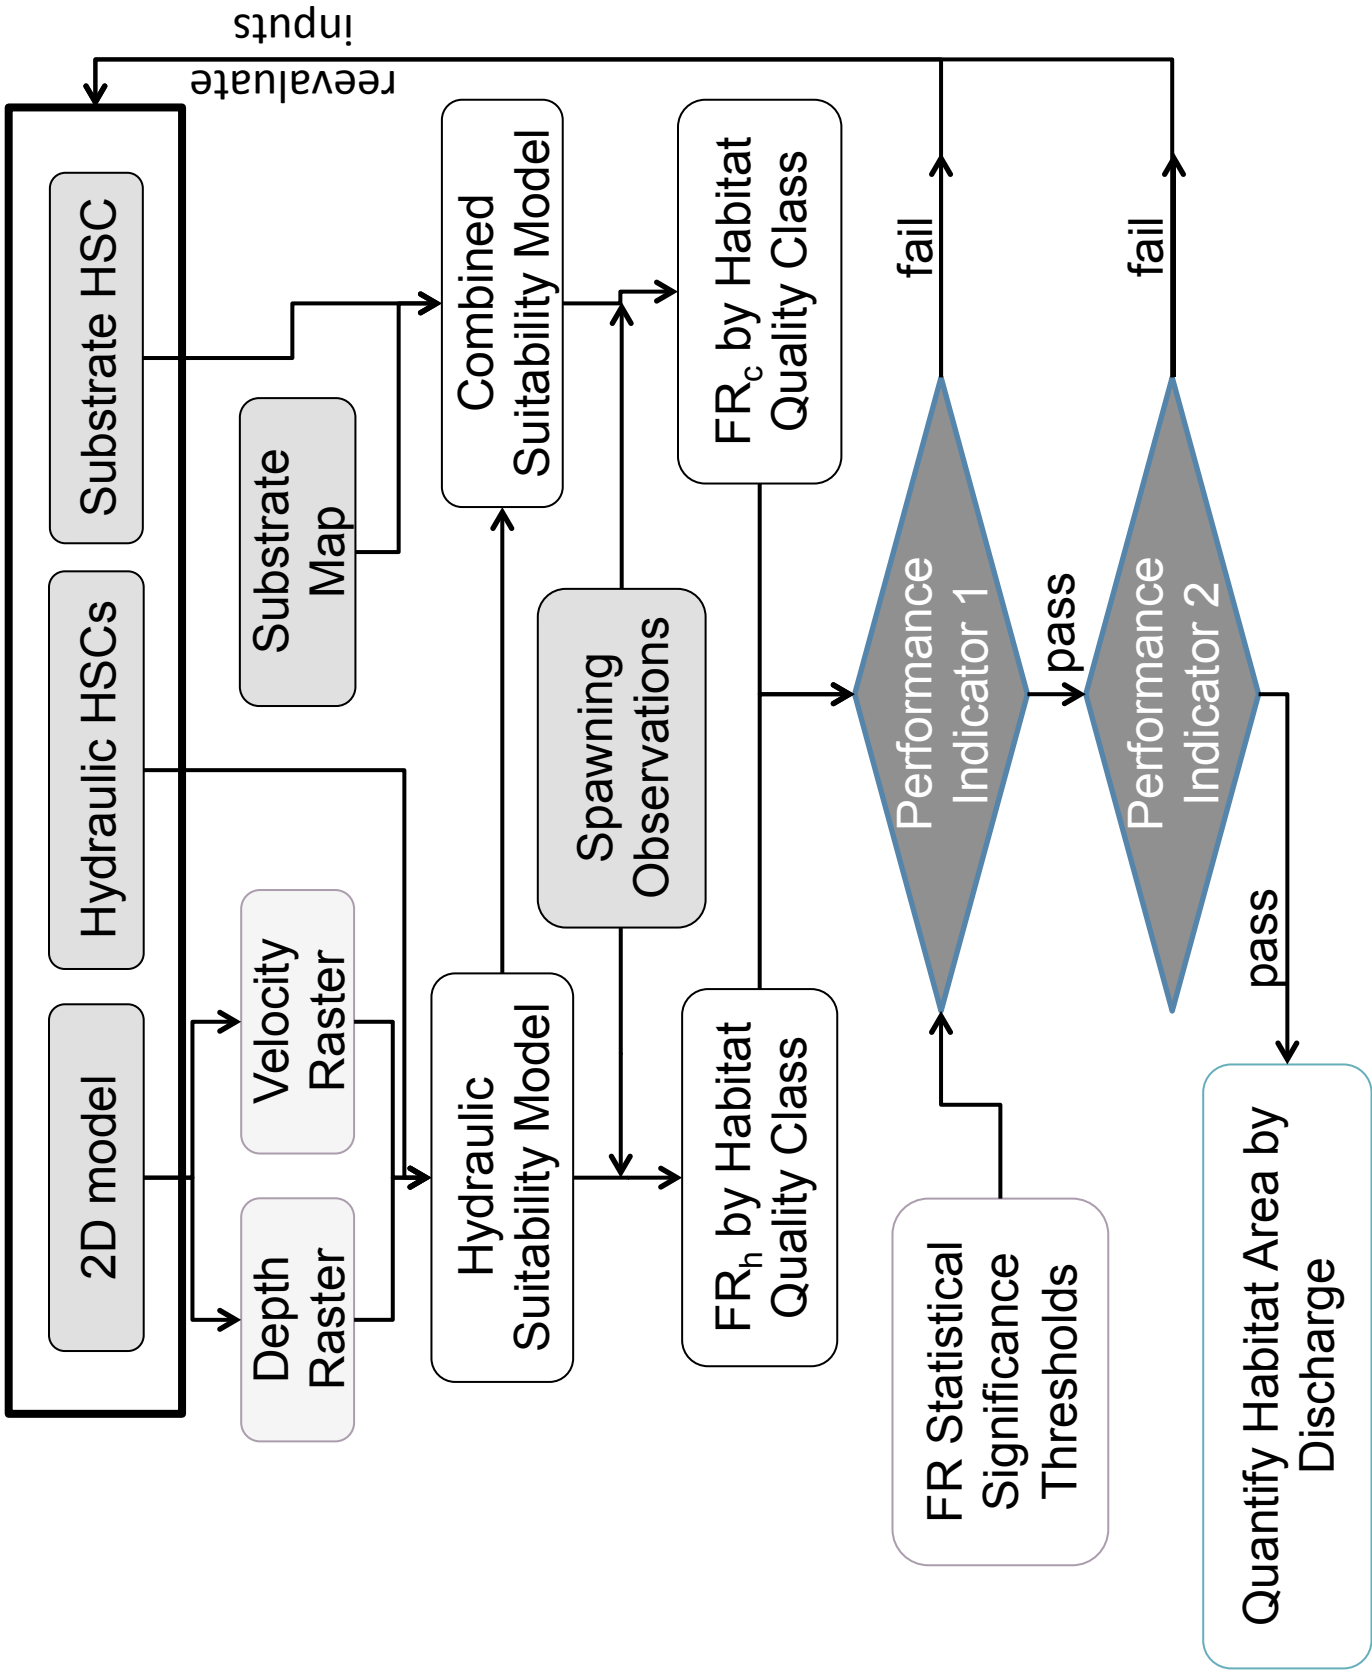 2D model
Hydraulic HSCs
Substrate HSC
reevaluate
inputs
Depth
Raster
Velocity
Raster
Substrate
Map
Hydraulic
Suitability Model
Combined
Suitability Model
Spawning
Observations
FRh by Habitat
Quality Class
FRc by Habitat
Quality Class
FR Statistical
Significance
Thresholds
Performance
Indicator 1
fail
pass
Performance
Indicator 2
fail
pass
Quantify Habitat Area by
Discharge